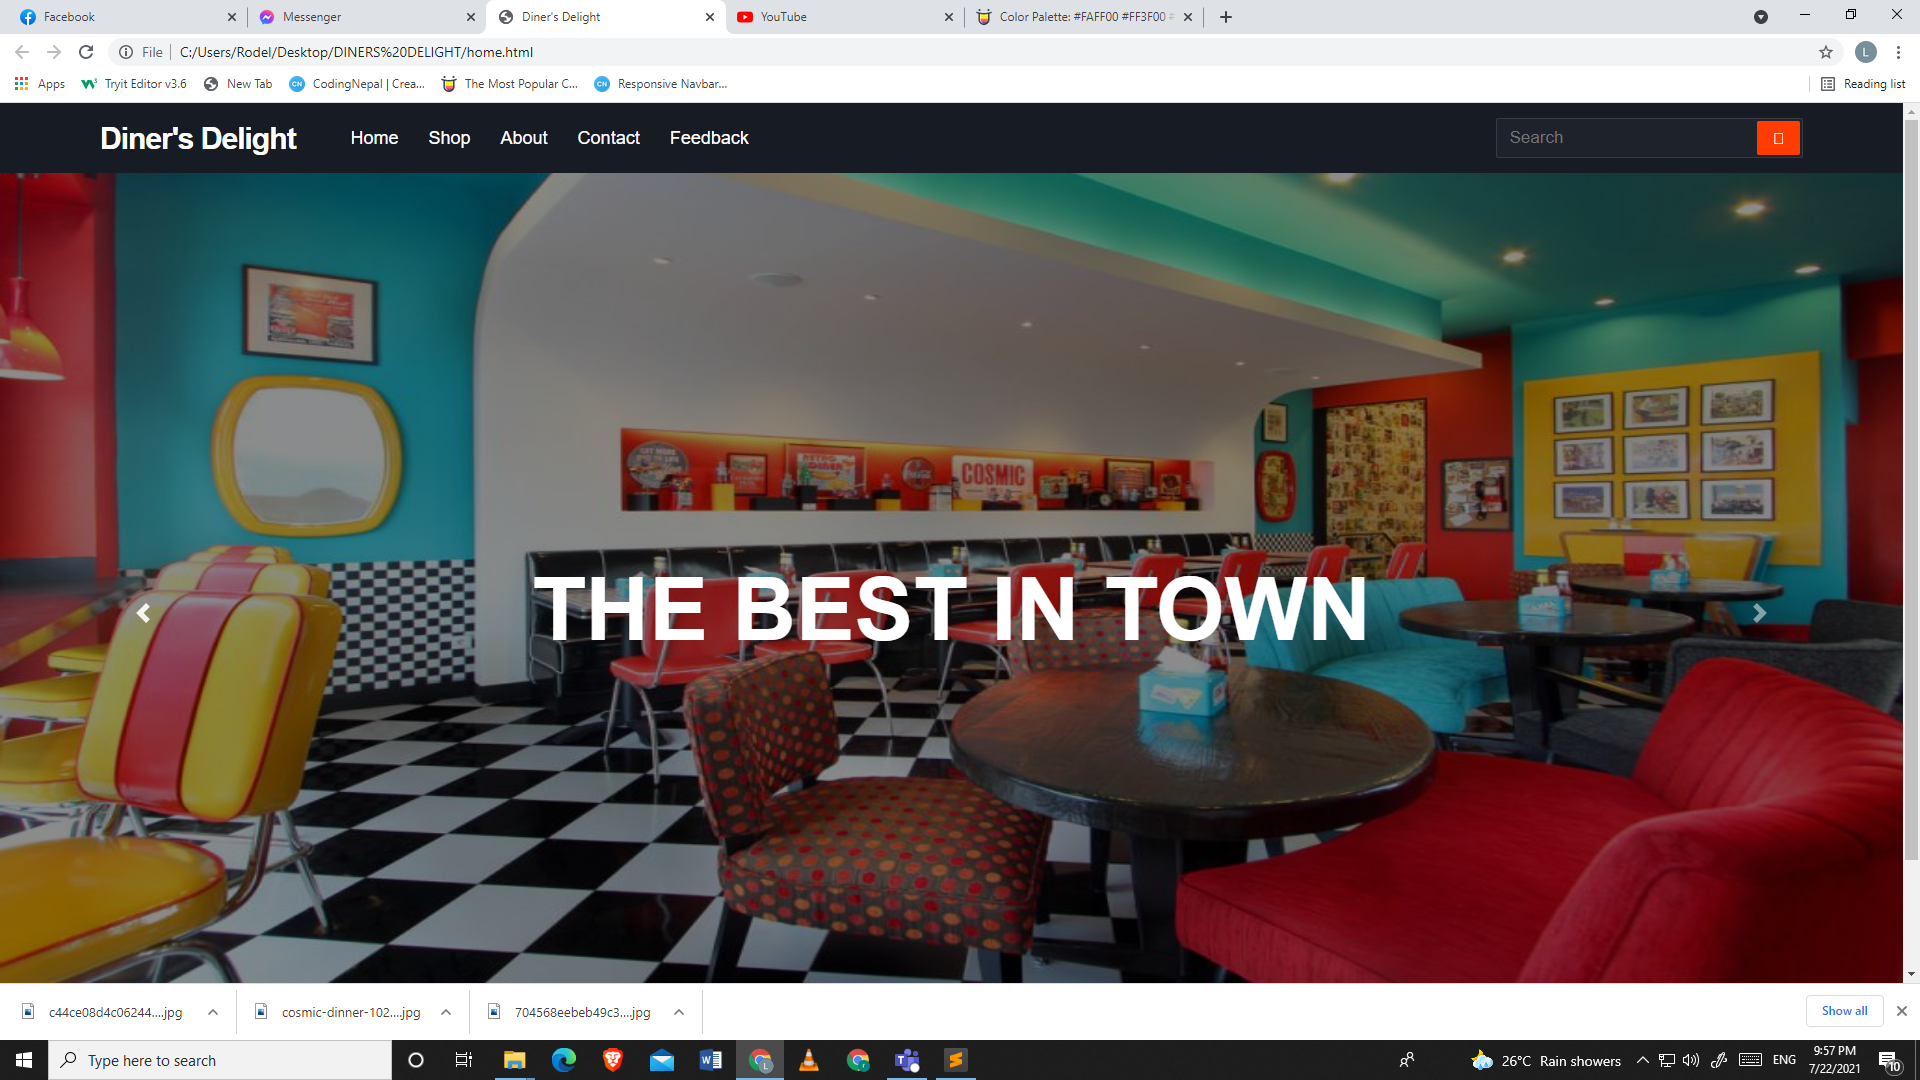 Facebook
Messenger
Diner's Delight
YouTube
Color Palette: #FAFF00 #FF3F00 #
File C:/Users/Rodel/Desktop/DINERS%20DELIGHT/home.html
L
Apps
Tryit Editor v3.6
New Tab
CN CodingNepal | Crea...
The Most Popular C...
CN Responsive Navbar...
Reading list
Diner's Delight
Home
Shop
About
Contact
Feedback
Search
COSMIC
THE BEST IN TOWN
c44ce08d4c06244....jpg
cosmic-dinner-102....jpg
704568eebeb49c3....jpg
Show all
Type here to search
26°C Rain showers
ENG
9:57 PM
7/22/2021
10